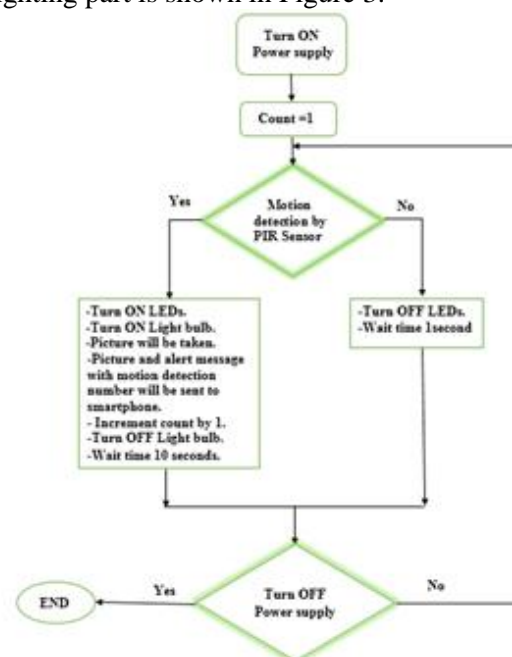 ighting part is shown in Figure 3.
Turn ON
Power supply
Count =1
Yes
Motion
detection by
PIR Sensor
No
-Turn ON LEDs.
-Turn ON Light bulb.
-Picture will be taken.
-Picture and alert message
with motion detection
number will be sent to
smartphone.
- Increment count by 1.
-Turn OFF Light bulb.
-Wait time 10 seconds.
-Turn OFF LEDs.
-Wait time 1second
END
Yes
Turn OFF
Power supply
No